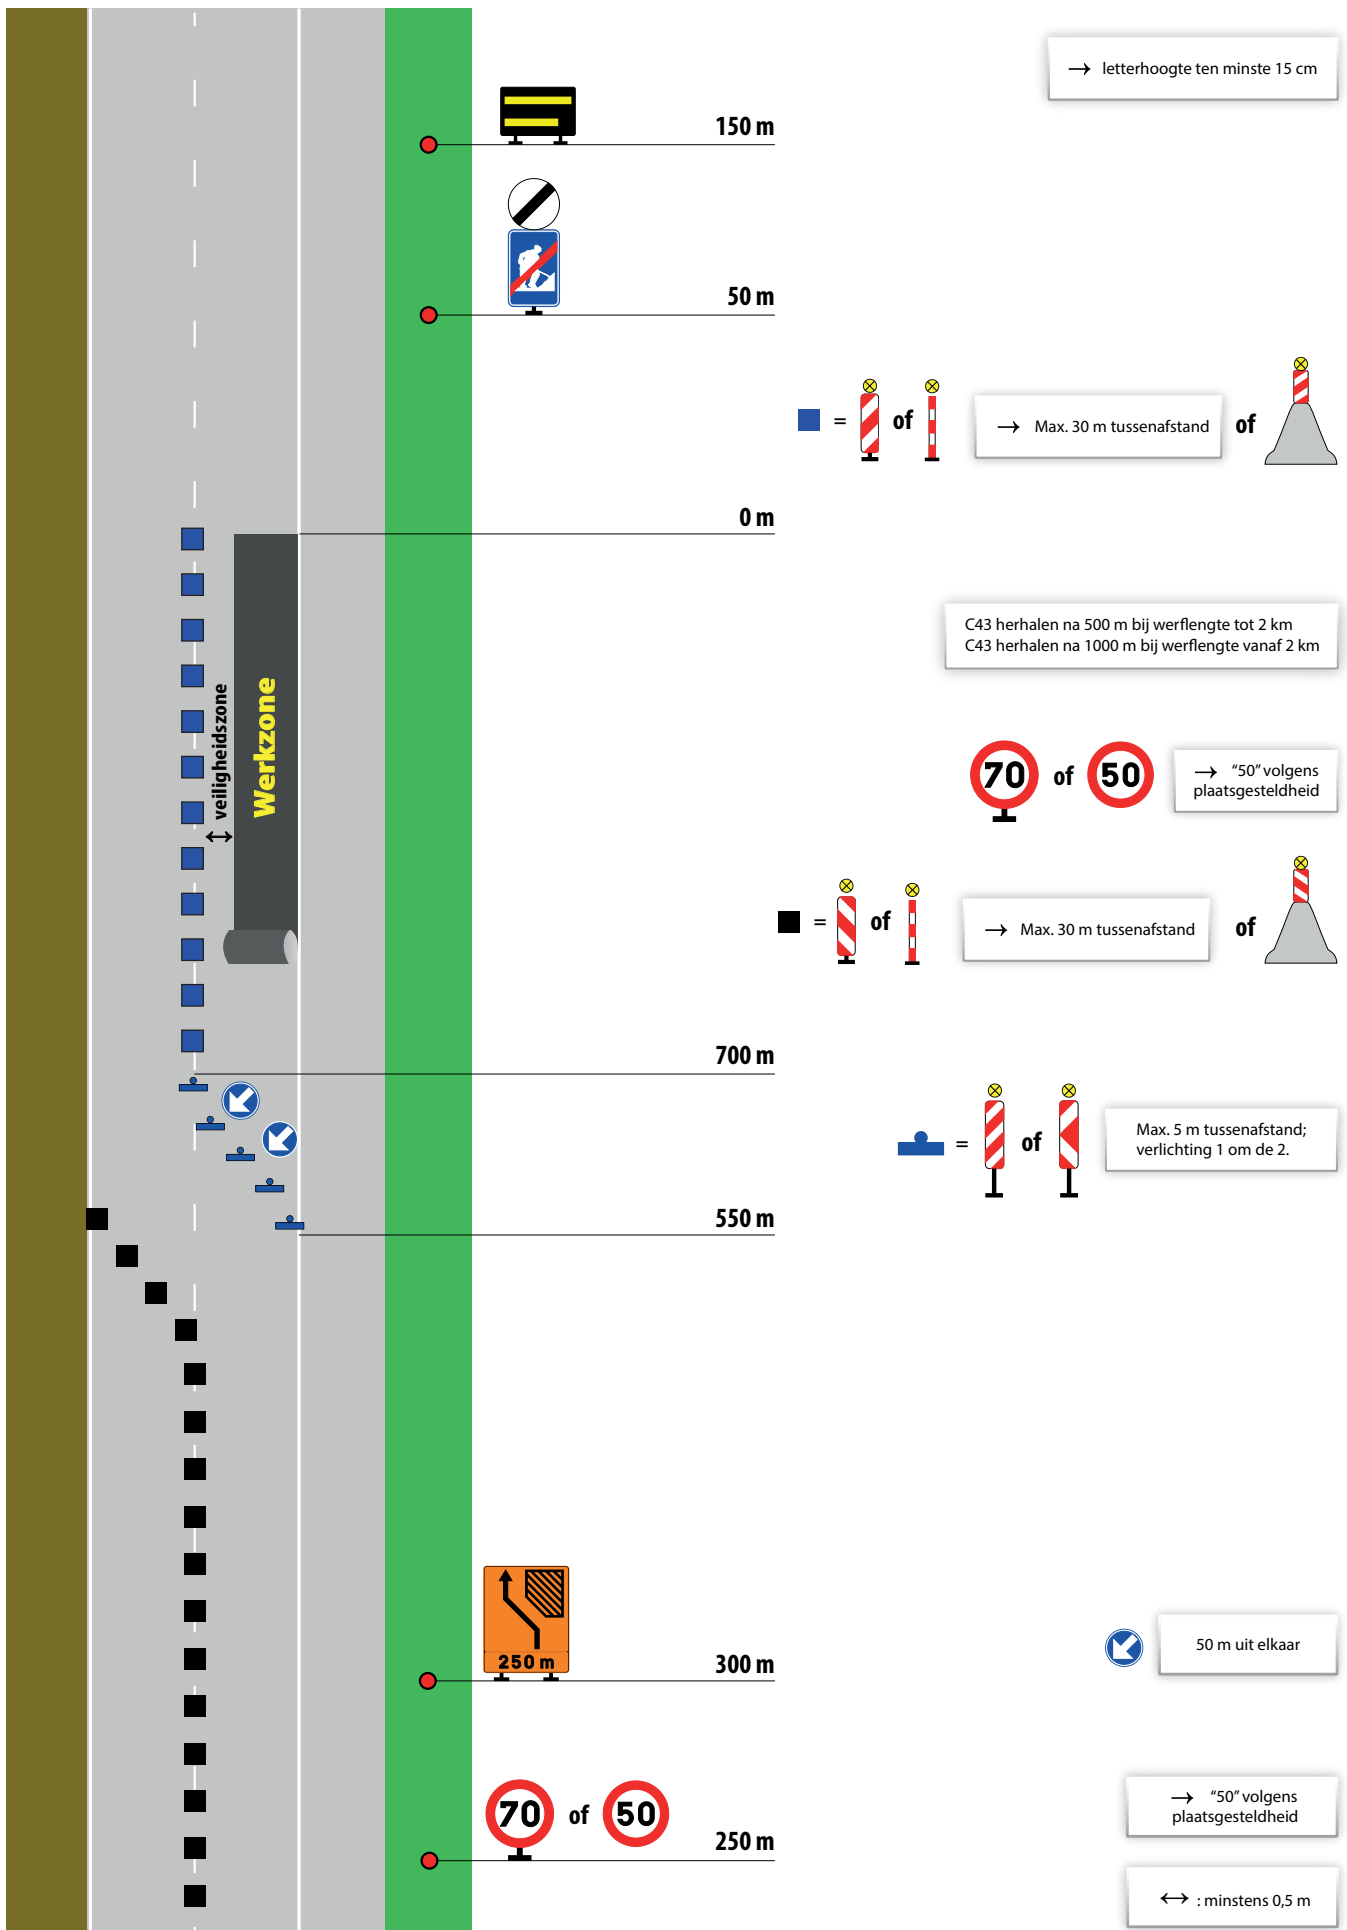 → letterhoogte ten minste 15 cm
150 m
50 m
= of → Max. 30 m tussenafstand of
0 m
C43 herhalen na 500 m bij werflengte tot 2 km
C43 herhalen na 1000 m bij werflengte vanaf 2 km
veiligheidszone
Werkzone
70 of 50 → “50” volgens
plaatsgesteldheid
= of → Max. 30 m tussenafstand of
700 m
= of Max. 5 m tussenafstand;
verlichting 1 om de 2.
550 m
250 m
300 m
50 m uit elkaar
70 of 50
→ “50” volgens
plaatsgesteldheid
250 m
↔ : minstens 0,5 m